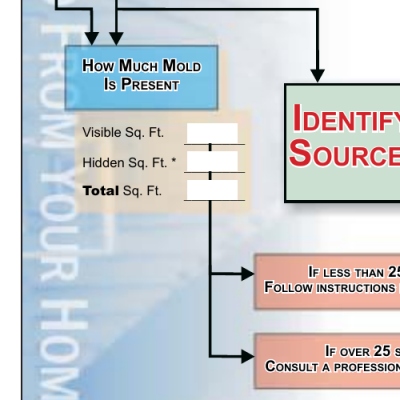 HOW MUCH MOLD
IS PRESENT
Visible Sq. Ft.
Hidden Sq. Ft. *
Total Sq. Ft.
IDENTIFY
SOURCE
IF LESS THAN 25
FOLLOW INSTRUCTIONS
IF OVER 25 S
CONSULT A PROFESSION
FROM YOUR HOM